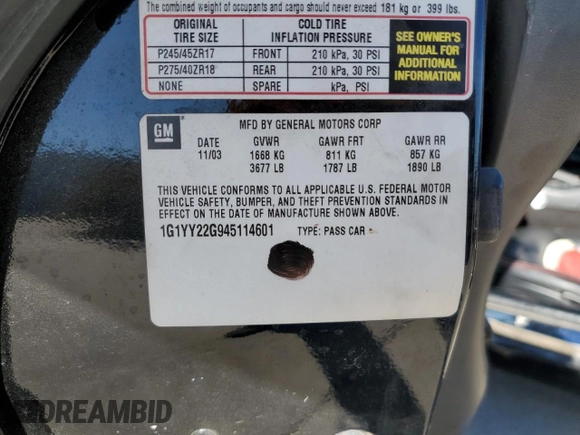 The combined weight of occupants and cargo should never exceed 181 kg or 399 lbs.
ORIGINAL TIRE SIZE COLD TIRE INFLATION PRESSURE
P245/45ZR17 FRONT 210 kPa, 30 PSI
P275/40ZR18 REAR 210 kPa, 30 PSI
NONE SPARE kPa, PSI
SEE OWNER'S
MANUAL FOR
ADDITIONAL
INFORMATION
GM
MFD BY GENERAL MOTORS CORP
DATE GVWR GAWR FRT GAWR RR
11/03 1668 KG 811 KG 857 KG
3677 LB 1787 LB 1890 LB
THIS VEHICLE CONFORMS TO ALL APPLICABLE U.S. FEDERAL MOTOR
VEHICLE SAFETY, BUMPER, AND THEFT PREVENTION STANDARDS IN
EFFECT ON THE DATE OF MANUFACTURE SHOWN ABOVE.
1G1YY22G945114601 TYPE: PASS CAR
DREAMBID